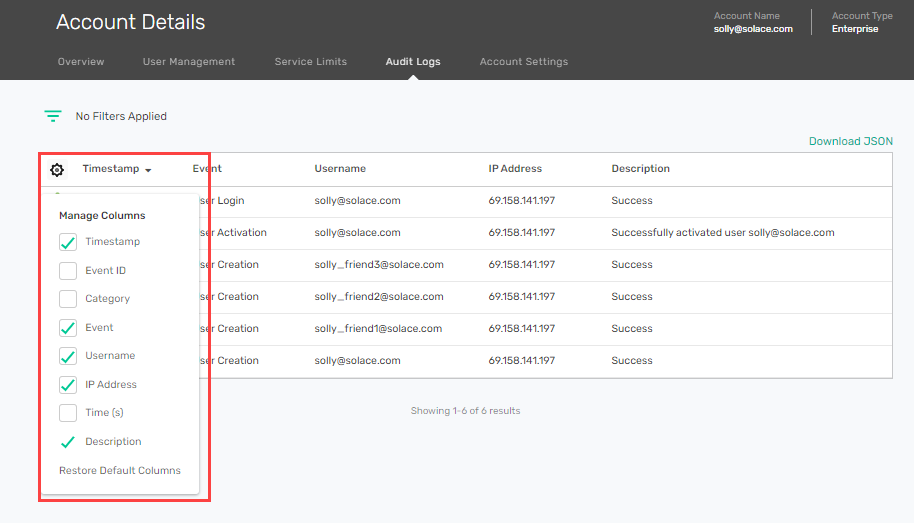 Account Details
Account Name
solly@solace.com
Account Type
Enterprise
Overview User Management Service Limits Audit Logs Account Settings
No Filters Applied
Download JSON
Timestamp Event Username IP Address Description
ser Login solly@solace.com 69.158.141.197 Success
ser Activation solly@solace.com 69.158.141.197 Successfully activated user solly@solace.com
ser Creation solly_friend3@solace.com 69.158.141.197 Success
ser Creation solly_friend2@solace.com 69.158.141.197 Success
ser Creation solly_friend1@solace.com 69.158.141.197 Success
ser Creation solly@solace.com 69.158.141.197 Success
Manage Columns
Timestamp
Event ID
Category
Event
Username
IP Address
Time (s)
Description
Restore Default Columns
Showing 1-6 of 6 results